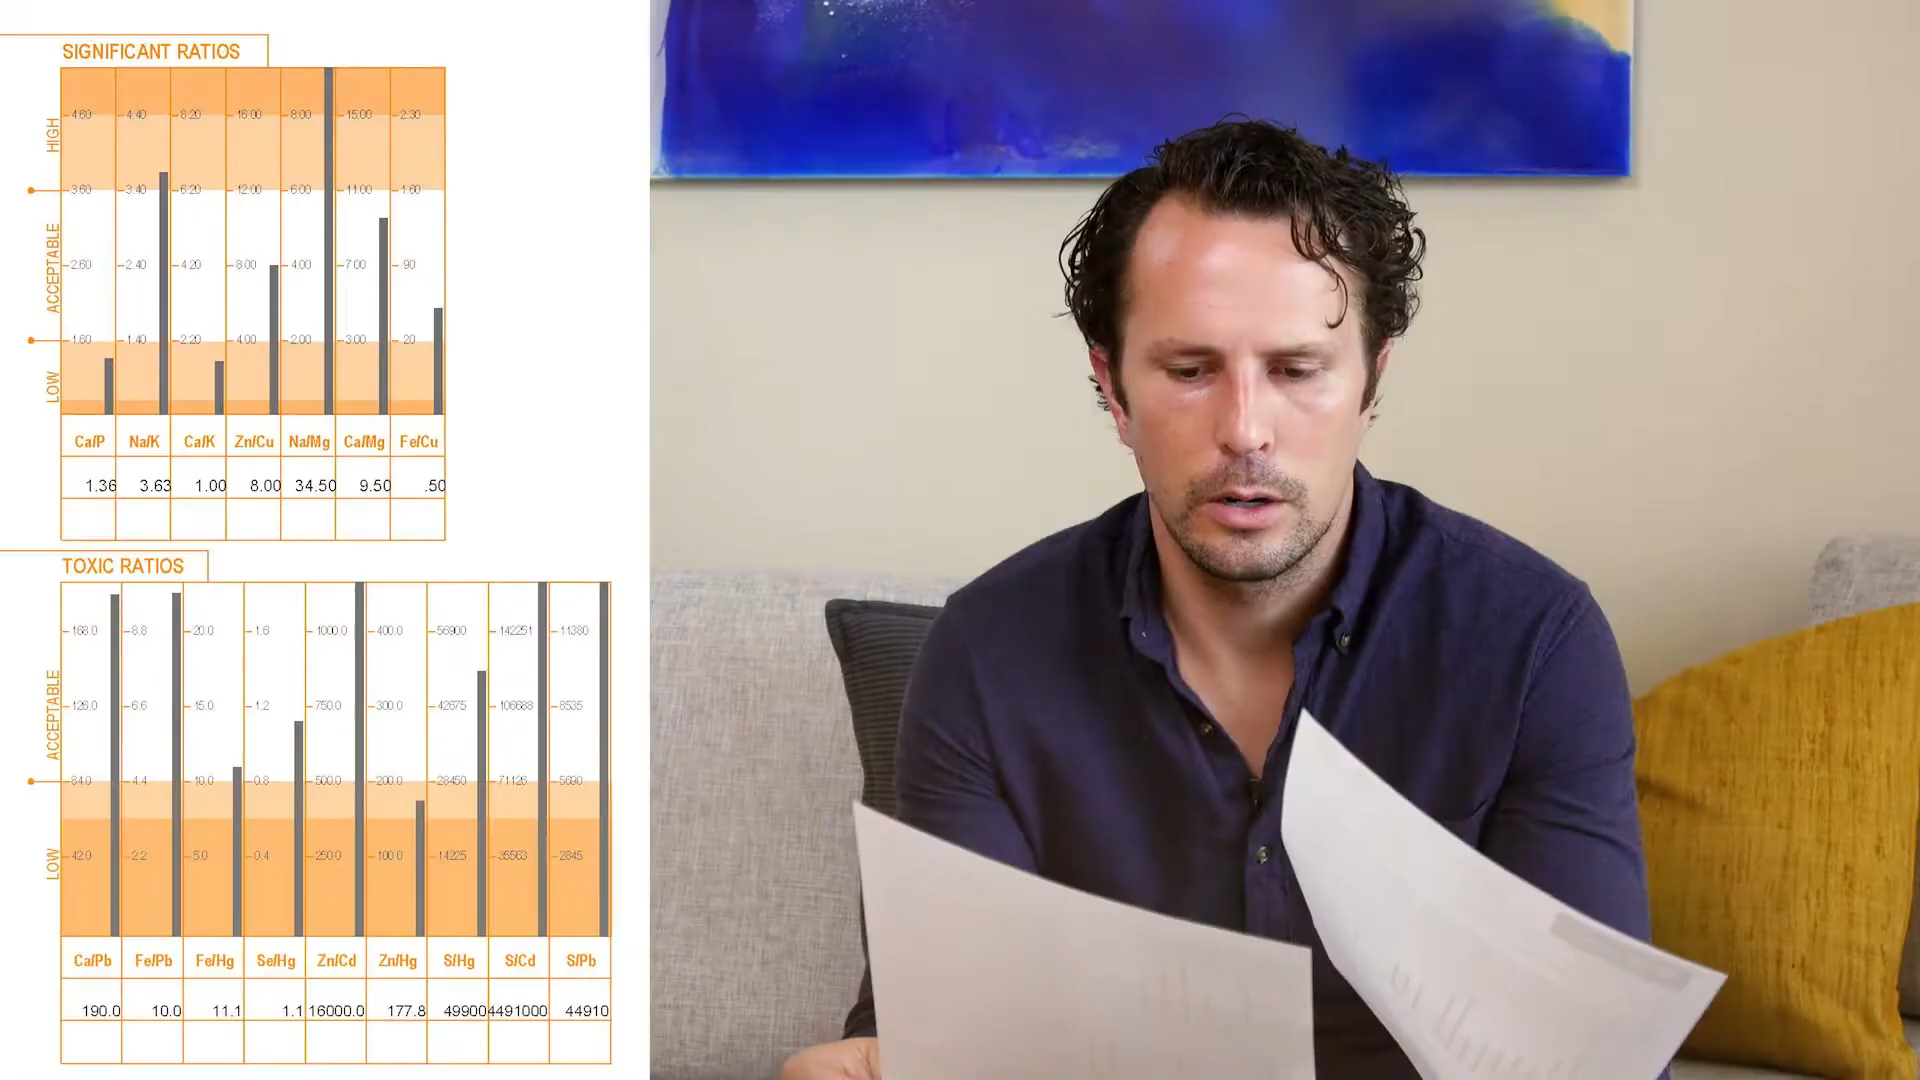 SIGNIFICANT RATIOS
HIGH
ACCEPTABLE
LOW
4.60 4.40 8.20 16.00 8.00 15.00 2.30
3.60 3.40 6.20 12.00 6.00 11.00 1.60
2.60 2.40 4.20 8.00 4.00 7.00 .90
1.60 1.40 2.20 4.00 2.00 3.00 .20
Ca/P Na/K Ca/K Zn/Cu Na/Mg Ca/Mg Fe/Cu
1.36 3.63 1.00 8.00 34.50 9.50 .50
TOXIC RATIOS
ACCEPTABLE
LOW
168.0 8.8 20.0 1.6 1000.0 400.0 56900 142251 11380
126.0 6.6 15.0 1.2 750.0 300.0 42675 106688 8535
84.0 4.4 10.0 0.8 500.0 200.0 28450 71126 5690
42.0 2.2 5.0 0.4 250.0 100.0 14225 35563 2845
Ca/Pb Fe/Pb Fe/Hg Se/Hg Zn/Cd Zn/Hg S/Hg S/Cd S/Pb
190.0 10.0 11.1 1.1 16000.0 177.8 49900 4491000 44910